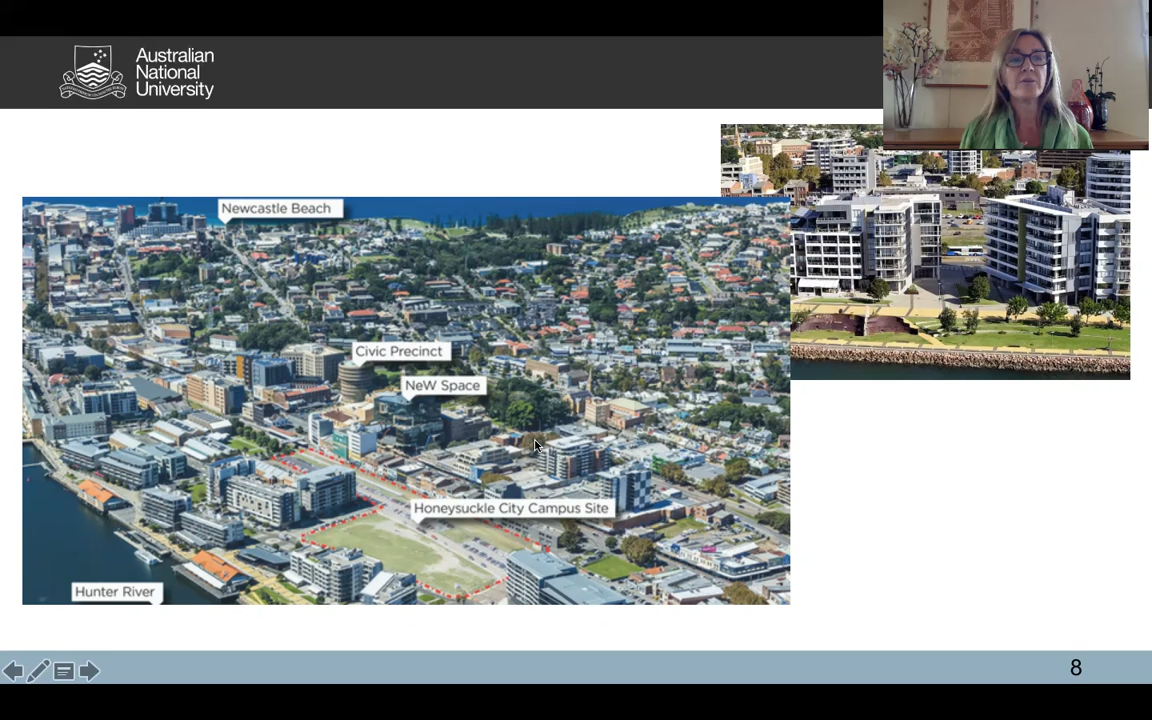 Australian
National
University
Newcastle Beach
Civic Precinct
NeW Space
Honeysuckle City Campus Site
Hunter River
8